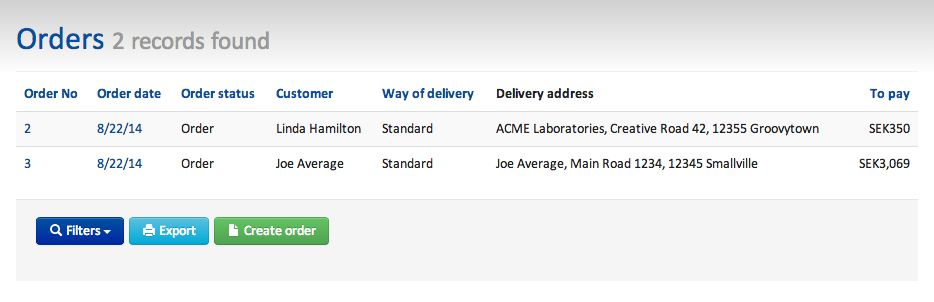 Orders 2 records found
Order No Order date Order status Customer Way of delivery Delivery address To pay
2 8/22/14 Order Linda Hamilton Standard ACME Laboratories, Creative Road 42, 12355 Groovytown SEK350
3 8/22/14 Order Joe Average Standard Joe Average, Main Road 1234, 12345 Smallville SEK3,069
Filters Export Create order